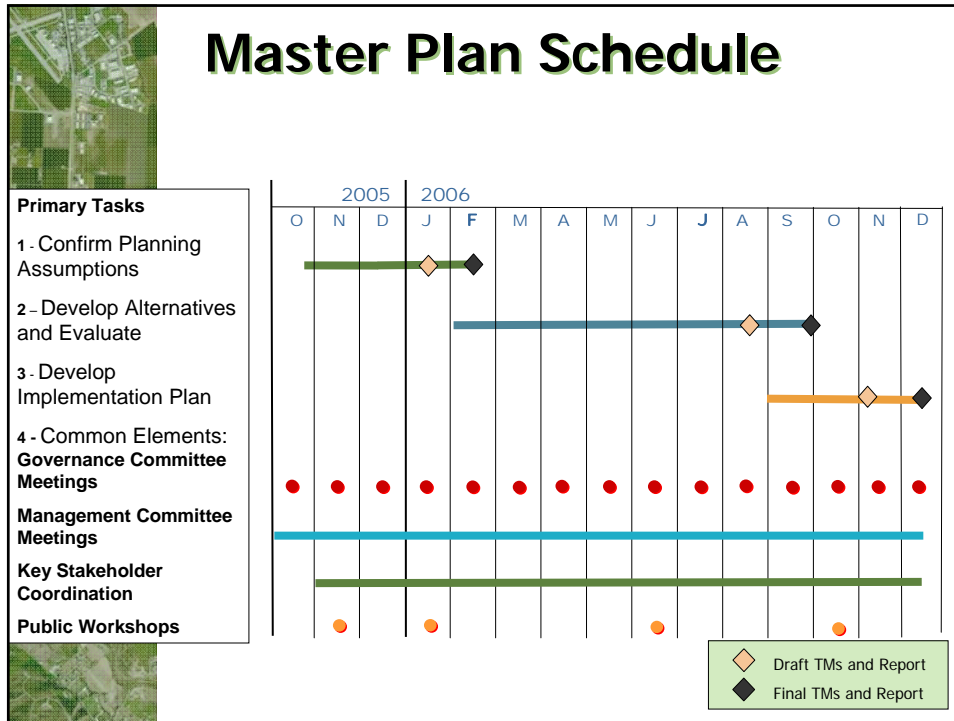 Master Plan Schedule
2005 2006
O N D J F M A M J J A S O N D
Primary Tasks
1 - Confirm Planning
Assumptions
2 – Develop Alternatives
and Evaluate
3 - Develop
Implementation Plan
4 - Common Elements:
Governance Committee
Meetings
Management Committee
Meetings
Key Stakeholder
Coordination
Public Workshops
Draft TMs and Report
Final TMs and Report